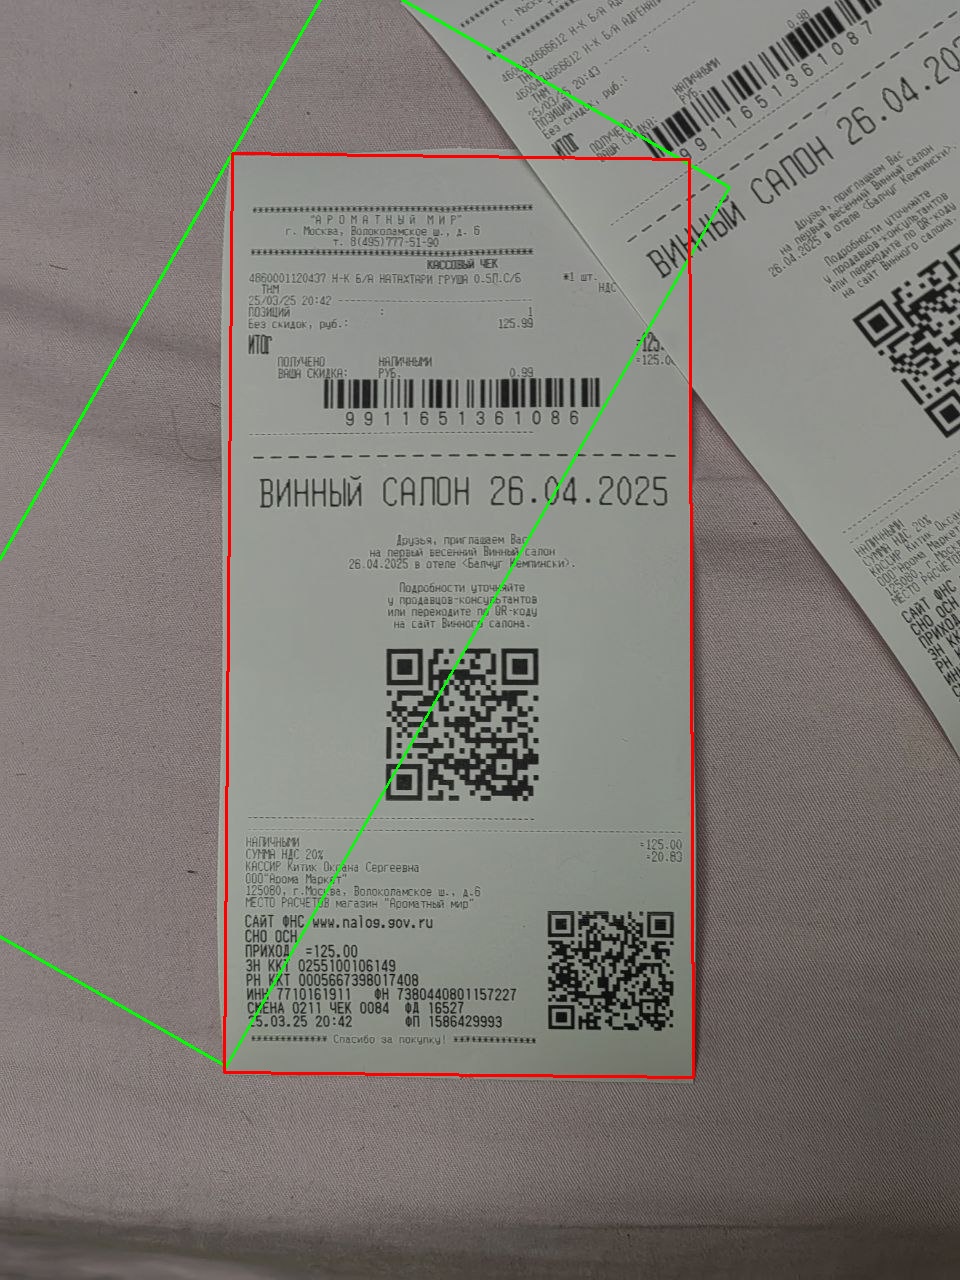 "АРОМАТНЫЙ МИР"
г. Москва, Волоколамское ш., д. 6
т. 8(495)777-51-90
КАССОВЫЙ ЧЕК
4860001120437 Н-К Б/А НАТАХТАРИ ГРУША 0.5Л.С/Б *1 шт.
ТНМ НДС
25/03/25 20:42
ПОЗИЦИЙ : 1
Без скидок, руб.: 125.99
ИТОГ =125.
ПОЛУЧЕНО НАЛИЧНЫМИ =125.0
ВАША СКИДКА: РУБ. 0.99
9911651361086
ВИННЫЙ САЛОН 26.04.2025
Друзья, приглашаем Вас
на первый весенний Винный салон
26.04.2025 в отеле <Балчуг Кемпински>.
Подробности уточняйте
у продавцов-консультантов
или переходите по QR-коду
на сайт Винного салона.
НАЛИЧНЫМИ =125.00
СУММА НДС 20% =20.83
КАССИР Китик Оксана Сергеевна
ООО"Арома Маркет"
125080, г.Москва, Волоколамское ш., д.6
МЕСТО РАСЧЕТОВ магазин "Ароматный мир"
САЙТ ФНС www.nalog.gov.ru
СНО ОСН
ПРИХОД =125.00
ЗН ККТ 0255100106149
РН ККТ 0005667398017408
ИНН 7710161911 ФН 7380440801157227
СМЕНА 0211 ЧЕК 0084 ФД 16527
25.03.25 20:42 ФП 1586429993
Спасибо за покупку!
г. Моск
4600494666612 Н-К Б/А АДРЕНАЛ
ТНМ
4600494666612 Н-К Б/А
ТНМ
25/03/25 20:43
ПОЗИЦИЙ :
Без скидок, руб.:
ИТОГ
ПОЛУЧЕНО НАЛИЧНЫМИ
ВАША СКИДКА: РУБ. 0.98
9911651361087
ВИННЫЙ САЛОН 26.04.20
Друзья, приглашаем Вас
на первый весенний Винный салон
26.04.2025 в отеле <Балчуг Кемпински>.
Подробности уточняйте
у продавцов-консультантов
или переходите по QR-коду
на сайт Винного салона.
НАЛИЧНЫМИ
СУММА НДС 20%
КАССИР Китик Оксан
ООО"Арома Маркет
125080, г.Мос
МЕСТО РАСЧЕТ
САЙТ ФНС
СНО ОСН
ПРИХОД
ЗН КК
РН К
ИНН